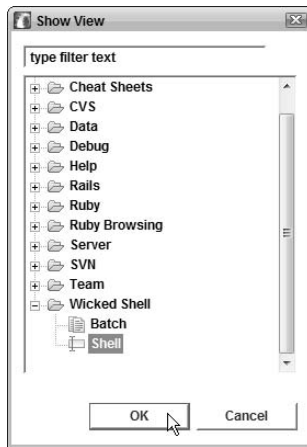 Show View
type filter text
Cheat Sheets
CVS
Data
Debug
Help
Rails
Ruby
Ruby Browsing
Server
SVN
Team
Wicked Shell
Batch
Shell
OK Cancel